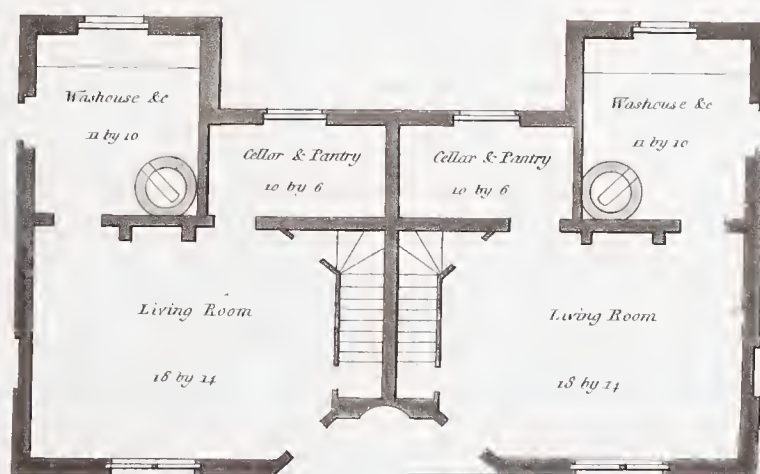 Washouse &c
11 by 10
Cellar & Pantry
10 by 6
Cellar & Pantry
10 by 6
Washouse &c
11 by 10
Living Room
18 by 14
Living Room
18 by 14